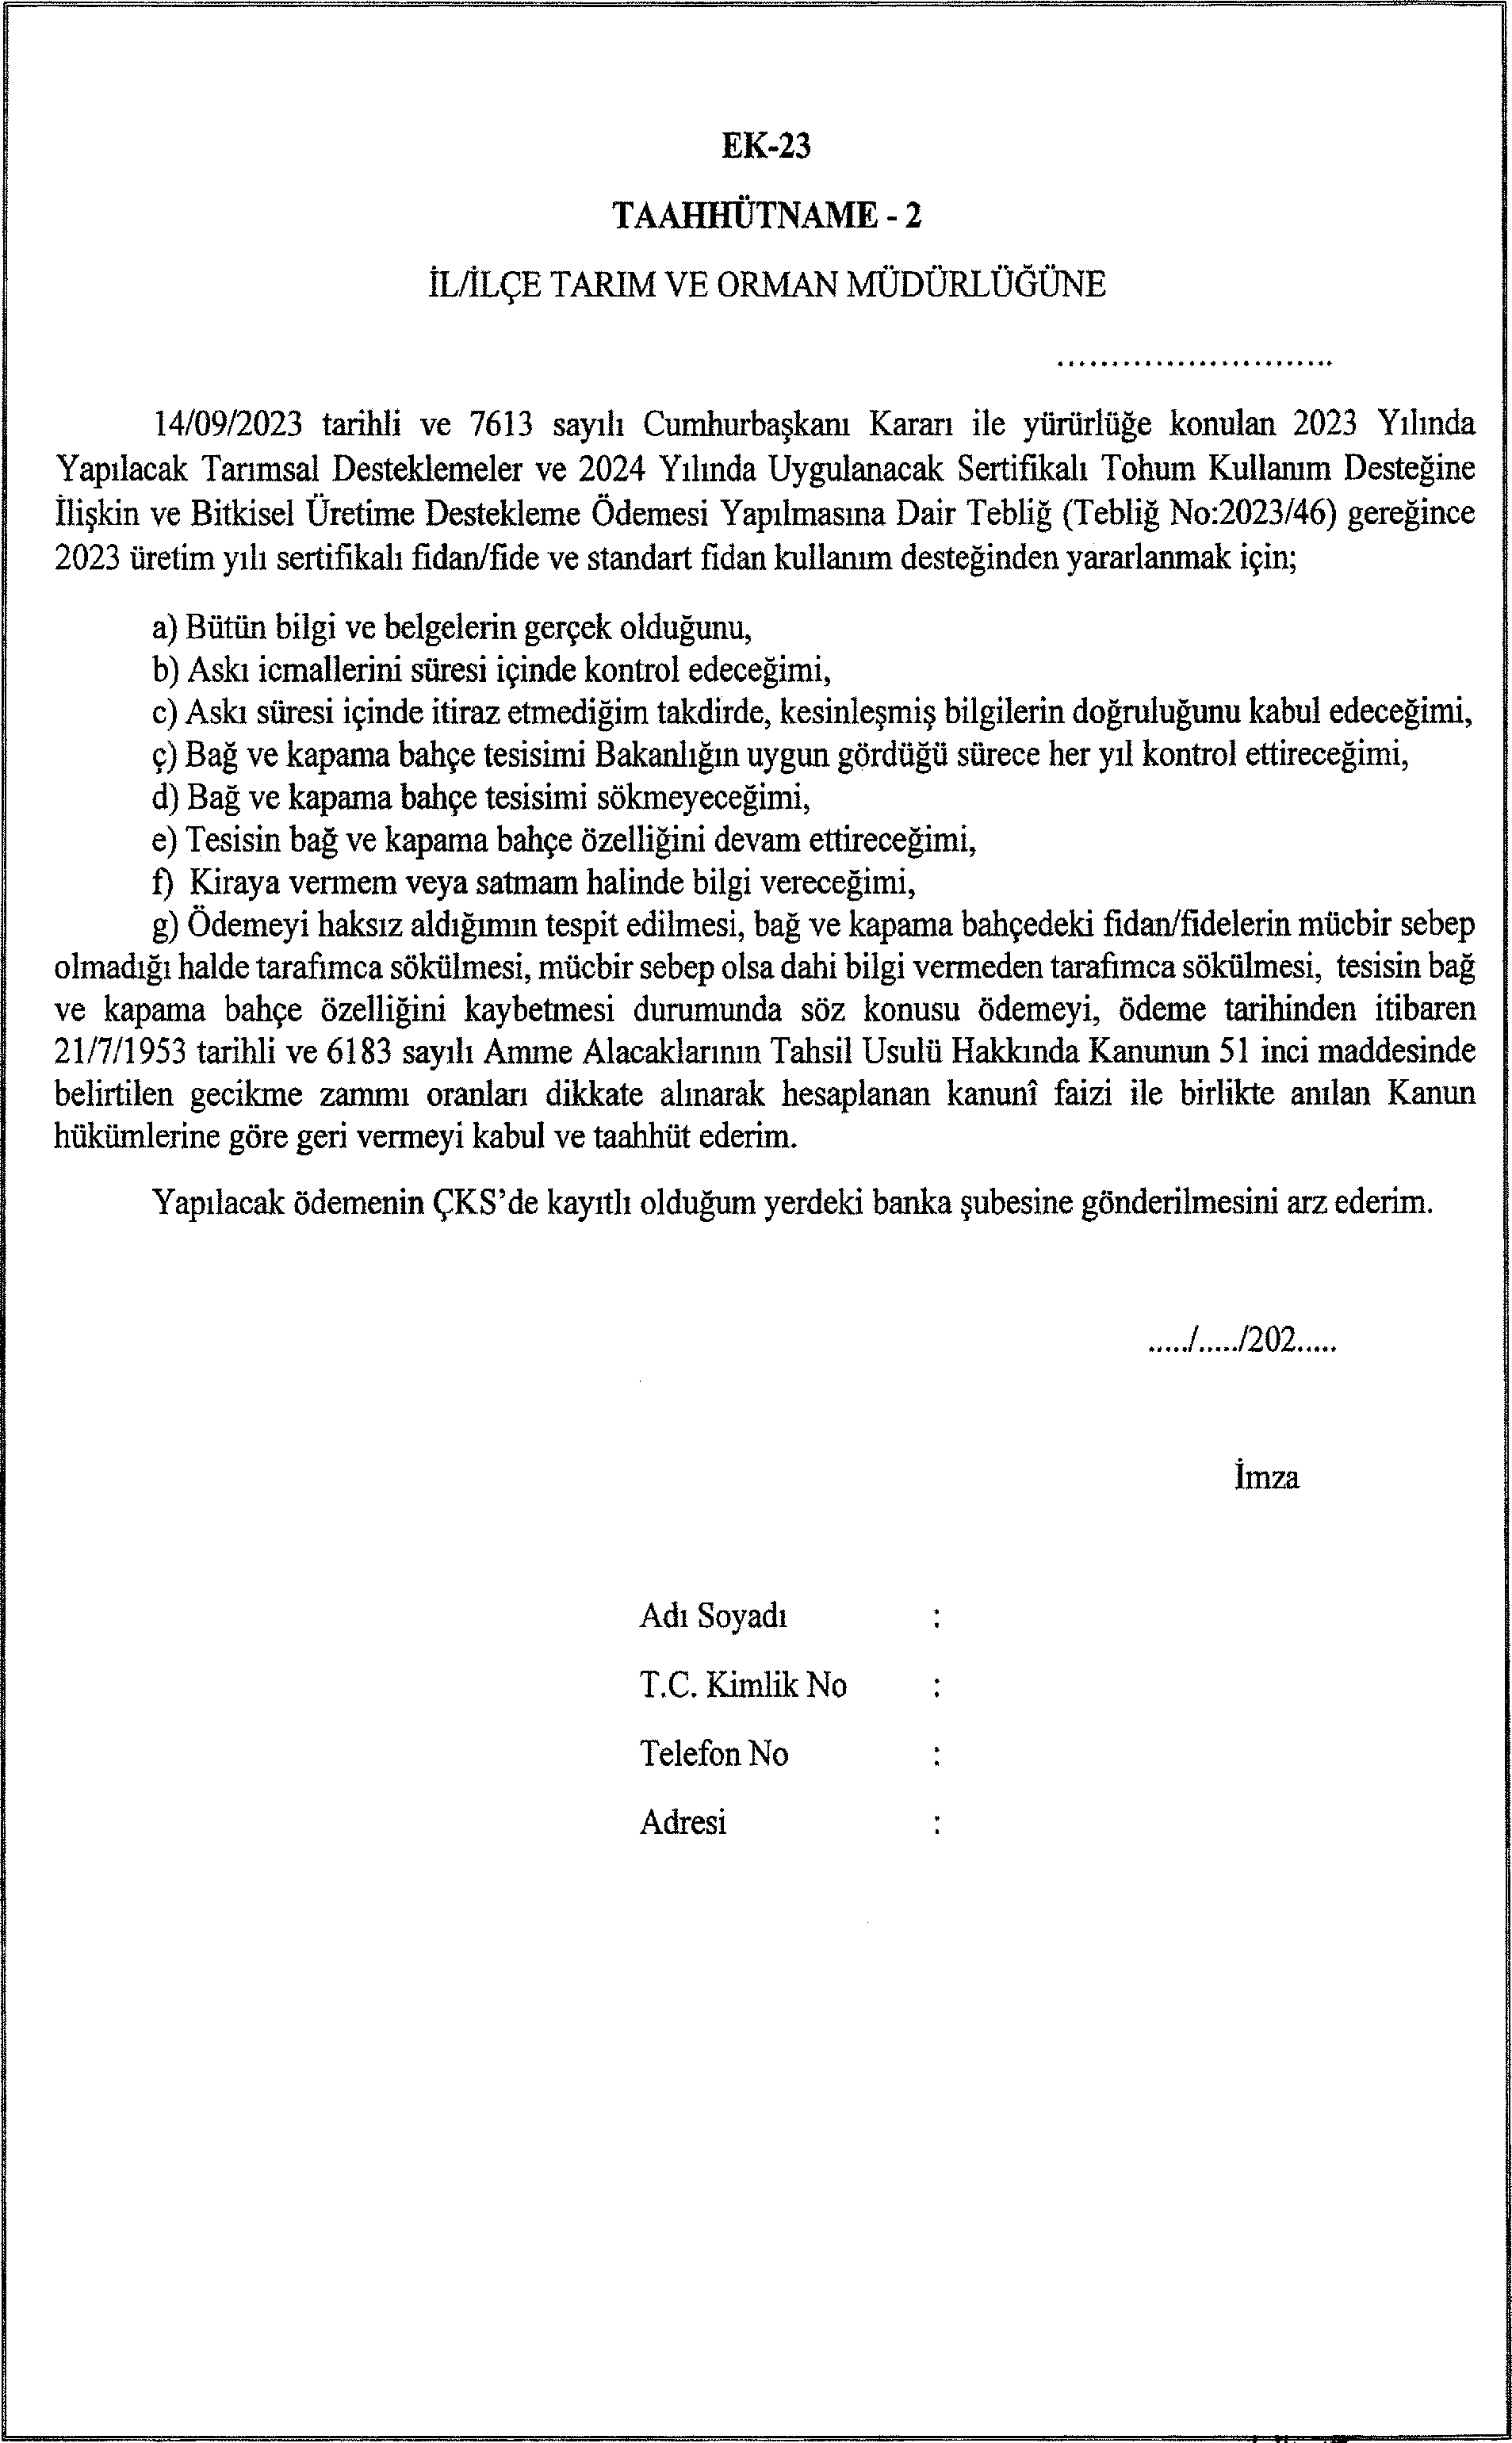 EK-23
TAAHHÜTNAME - 2
İL/İLÇE TARIM VE ORMAN MÜDÜRLÜĞÜNE
..........................
14/09/2023 tarihli ve 7613 sayılı Cumhurbaşkanı Kararı ile yürürlüğe konulan 2023 Yılında
Yapılacak Tarımsal Desteklemeler ve 2024 Yılında Uygulanacak Sertifikalı Tohum Kullanım Desteğine
İlişkin ve Bitkisel Üretime Destekleme Ödemesi Yapılmasına Dair Tebliğ (Tebliğ No:2023/46) gereğince
2023 üretim yılı sertifikalı fidan/fide ve standart fidan kullanım desteğinden yararlanmak için;
a) Bütün bilgi ve belgelerin gerçek olduğunu,
b) Askı icmallerini süresi içinde kontrol edeceğimi,
c) Askı süresi içinde itiraz etmediğim takdirde, kesinleşmiş bilgilerin doğruluğunu kabul edeceğimi,
ç) Bağ ve kapama bahçe tesisimi Bakanlığın uygun gördüğü sürece her yıl kontrol ettireceğimi,
d) Bağ ve kapama bahçe tesisimi sökmeyeceğimi,
e) Tesisin bağ ve kapama bahçe özelliğini devam ettireceğimi,
f) Kiraya vermem veya satmam halinde bilgi vereceğimi,
g) Ödemeyi haksız aldığımın tespit edilmesi, bağ ve kapama bahçedeki fidan/fidelerin mücbir sebep
olmadığı halde tarafımca sökülmesi, mücbir sebep olsa dahi bilgi vermeden tarafımca sökülmesi, tesisin bağ
ve kapama bahçe özelliğini kaybetmesi durumunda söz konusu ödemeyi, ödeme tarihinden itibaren
21/7/1953 tarihli ve 6183 sayılı Amme Alacaklarının Tahsil Usulü Hakkında Kanunun 51 inci maddesinde
belirtilen gecikme zammı oranları dikkate alınarak hesaplanan kanunî faizi ile birlikte anılan Kanun
hükümlerine göre geri vermeyi kabul ve taahhüt ederim.
Yapılacak ödemenin ÇKS’de kayıtlı olduğum yerdeki banka şubesine gönderilmesini arz ederim.
...../...../202.....
İmza
Adı Soyadı :
T.C. Kimlik No :
Telefon No :
Adresi :